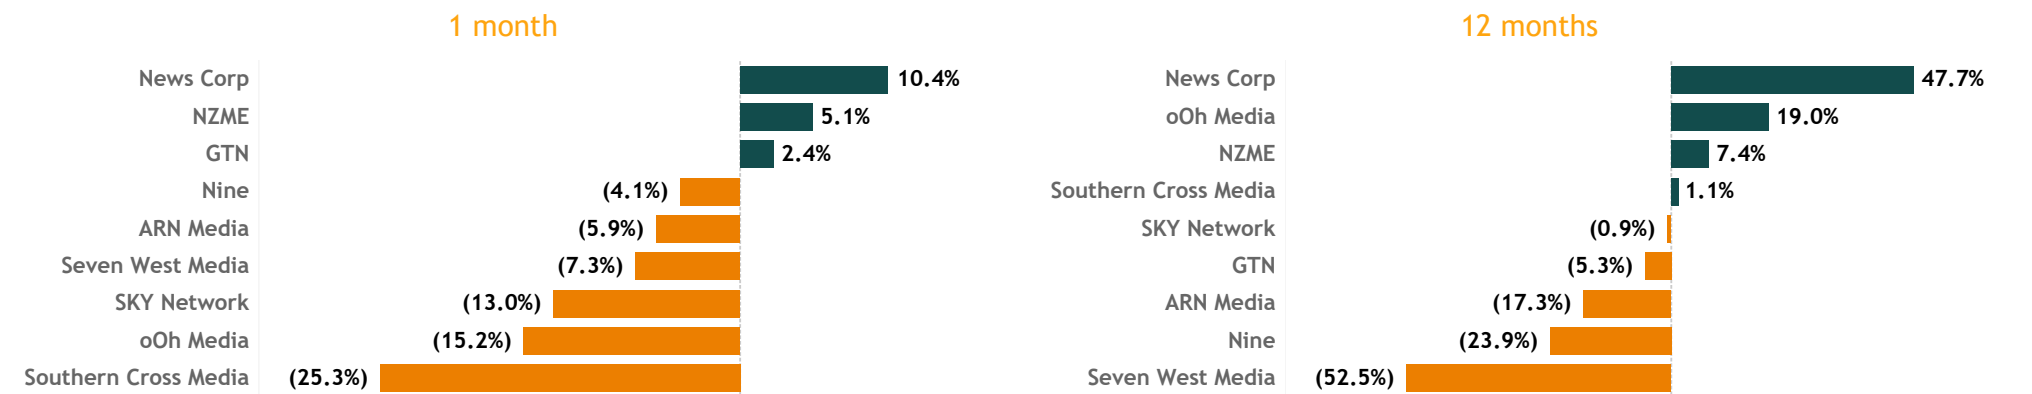 1 month
News Corp 10.4%
NZME 5.1%
GTN 2.4%
Nine (4.1%)
ARN Media (5.9%)
Seven West Media (7.3%)
SKY Network (13.0%)
oOh Media (15.2%)
Southern Cross Media (25.3%)
12 months
News Corp 47.7%
oOh Media 19.0%
NZME 7.4%
Southern Cross Media 1.1%
SKY Network (0.9%)
GTN (5.3%)
ARN Media (17.3%)
Nine (23.9%)
Seven West Media (52.5%)